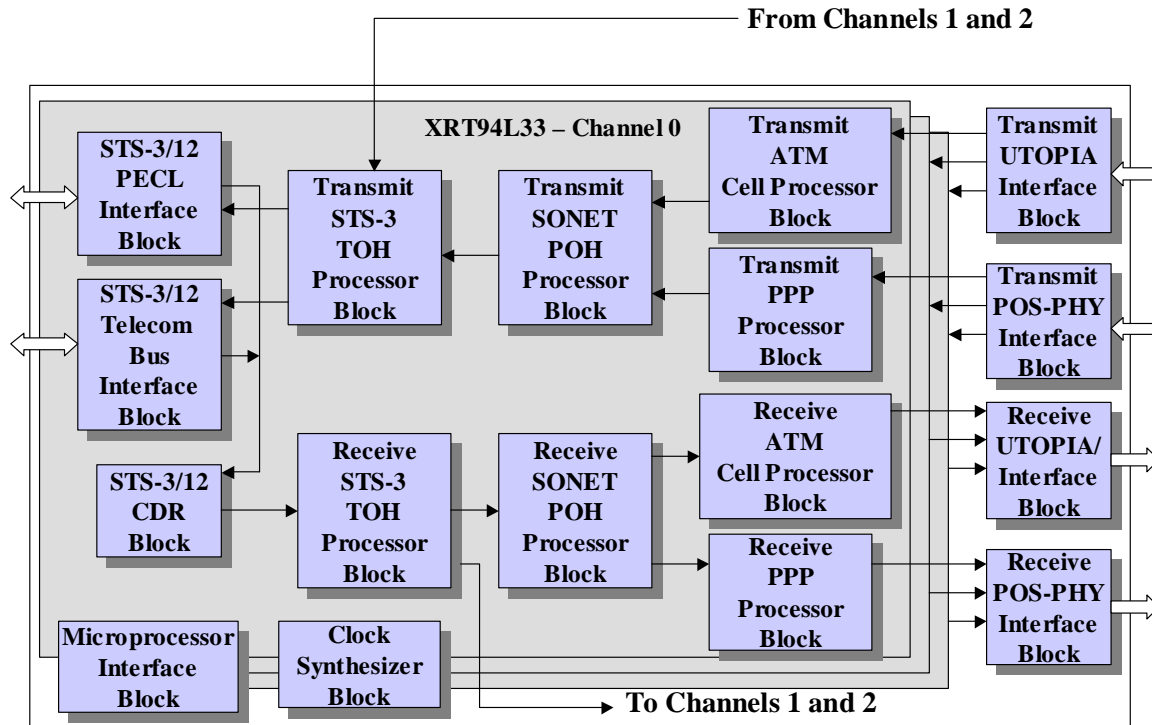 From Channels 1 and 2
XRT94L33 – Channel 0
STS-3/12
PECL
Interface
Block
Transmit
STS-3
TOH
Processor
Block
Transmit
SONET
POH
Processor
Block
Transmit
ATM
Cell Processor
Block
Transmit
UTOPIA
Interface
Block
STS-3/12
Telecom
Bus
Interface
Block
Transmit
PPP
Processor
Block
Transmit
POS-PHY
Interface
Block
STS-3/12
CDR
Block
Receive
STS-3
TOH
Processor
Block
Receive
SONET
POH
Processor
Block
Receive
ATM
Cell Processor
Block
Receive
UTOPIA/
Interface
Block
Receive
PPP
Processor
Block
Receive
POS-PHY
Interface
Block
Microprocessor
Interface
Block
Clock
Synthesizer
Block
To Channels 1 and 2